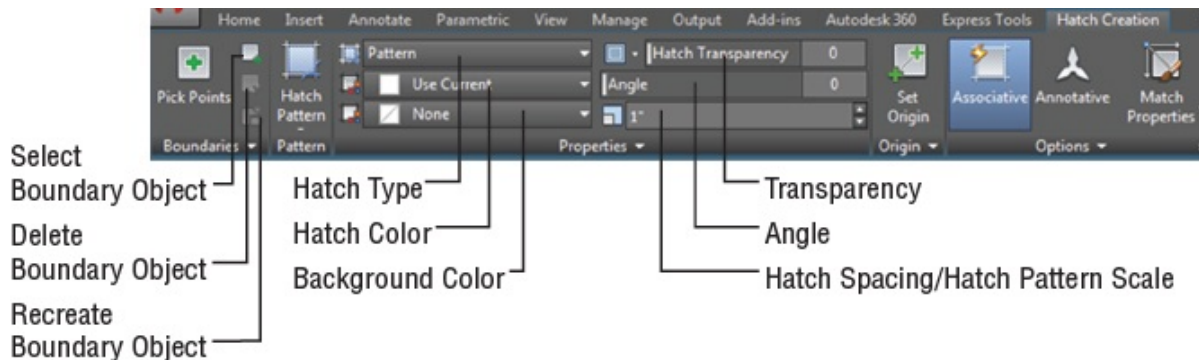 Home Insert Annotate Parametric View Manage Output Add-ins Autodesk 360 Express Tools Hatch Creation
Pattern Hatch Transparency 0
Use Current Angle 0
None 1"
Pick Points Hatch Pattern Set Origin Associative Annotative Match Properties
Boundaries Pattern Properties Origin Options
Select
Boundary Object
Delete
Boundary Object
Recreate
Boundary Object
Hatch Type
Hatch Color
Background Color
Transparency
Angle
Hatch Spacing/Hatch Pattern Scale